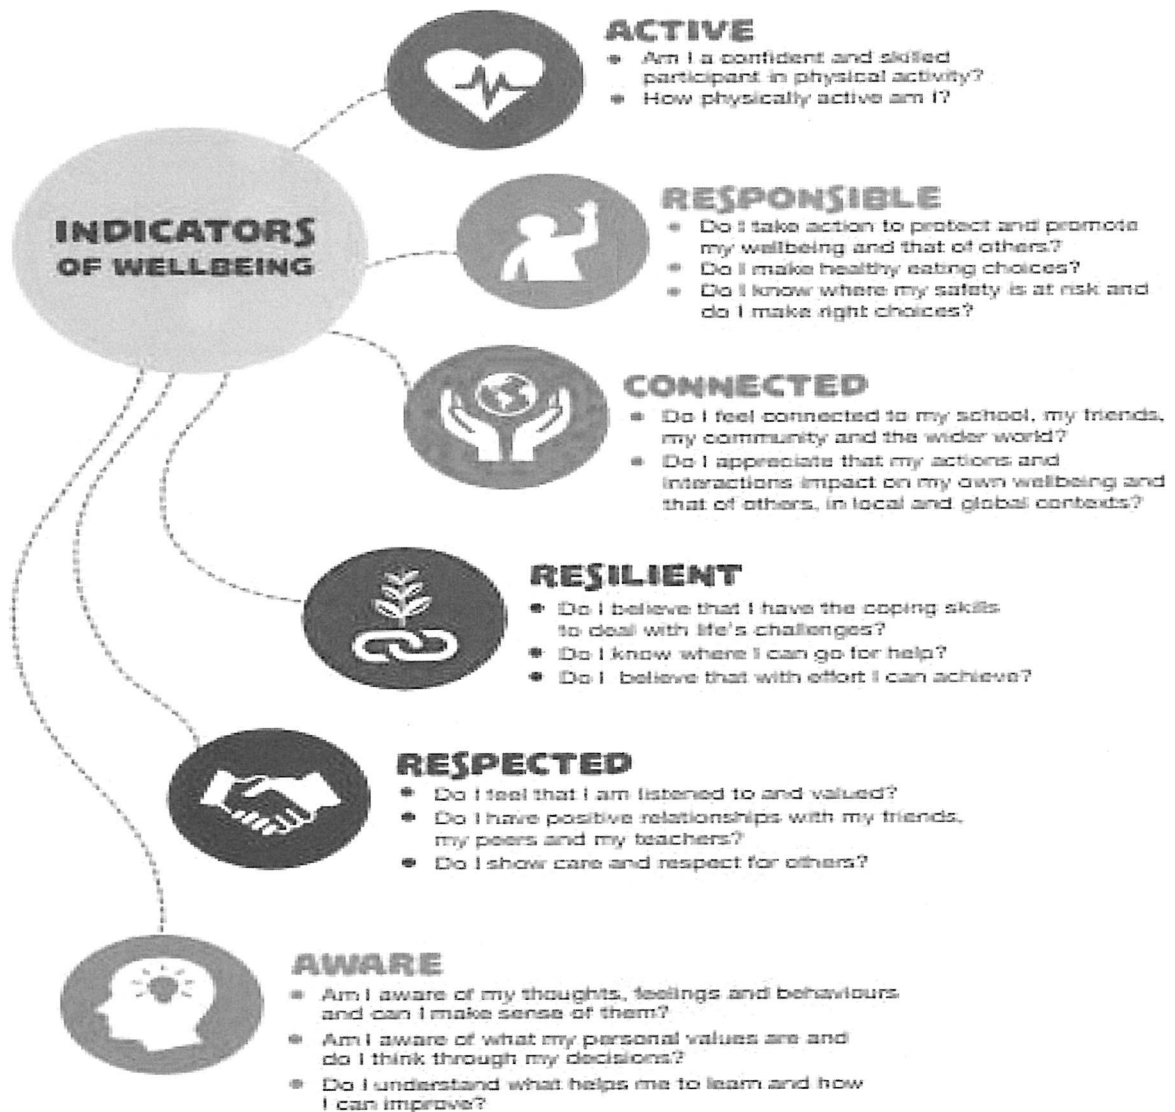 ACTIVE
• Am I a confident and skilled
participant in physical activity?
• How physically active am I?
INDICATORS
OF WELLBEING
RESPONSIBLE
• Do I take action to protect and promote
my wellbeing and that of others?
• Do I make healthy eating choices?
• Do I know where my safety is at risk and
do I make right choices?
CONNECTED
• Do I feel connected to my school, my friends,
my community and the wider world?
• Do I appreciate that my actions and
interactions impact on my own wellbeing and
that of others, in local and global contexts?
RESILIENT
• Do I believe that I have the coping skills
to deal with life's challenges?
• Do I know where I can go for help?
• Do I believe that with effort I can achieve?
RESPECTED
• Do I feel that I am listened to and valued?
• Do I have positive relationships with my friends,
my peers and my teachers?
• Do I show care and respect for others?
AWARE
• Am I aware of my thoughts, feelings and behaviours
and can I make sense of them?
• Am I aware of what my personal values are and
do I think through my decisions?
• Do I understand what helps me to learn and how
I can improve?